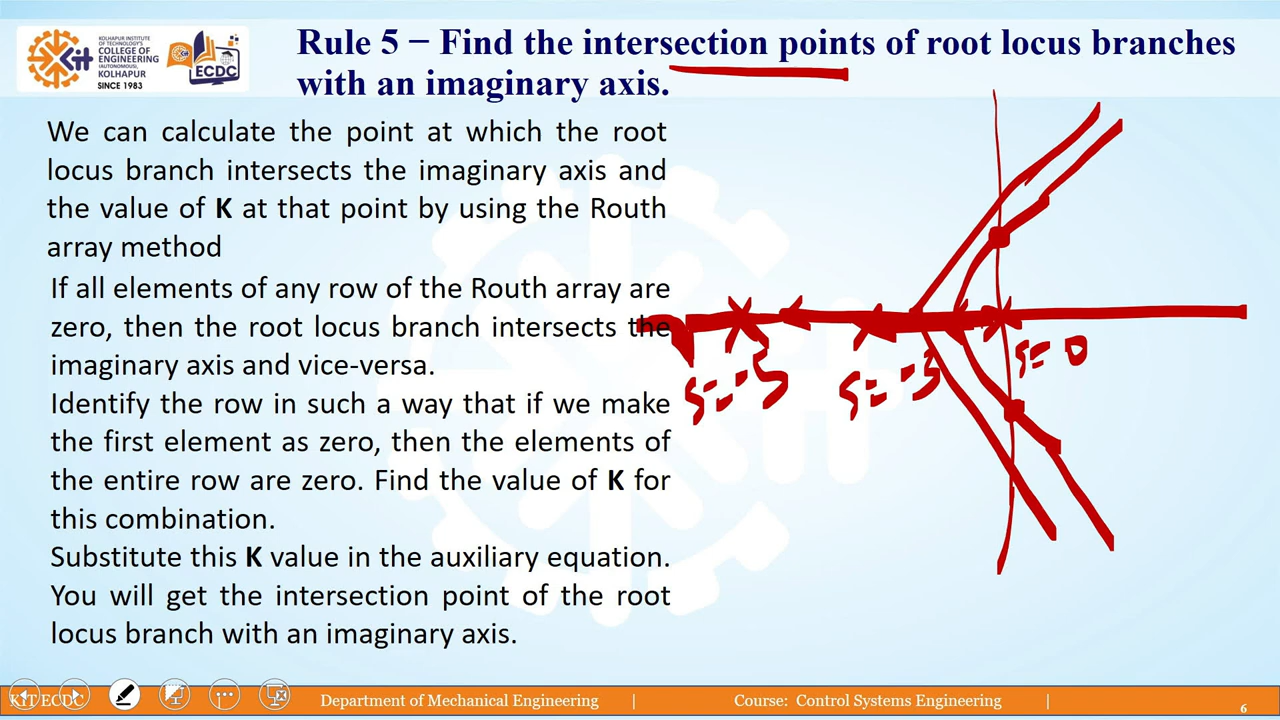 KOLHAPUR INSTITUTE
OF TECHNOLOGY'S
COLLEGE OF
ENGINEERING
(AUTONOMOUS)
KOLHAPUR
SINCE 1983
KIT
ECDC
Rule 5 – Find the intersection points of root locus branches
with an imaginary axis.
We can calculate the point at which the root
locus branch intersects the imaginary axis and
the value of K at that point by using the Routh
array method
If all elements of any row of the Routh array are
zero, then the root locus branch intersects the
imaginary axis and vice-versa.
Identify the row in such a way that if we make
the first element as zero, then the elements of
the entire row are zero. Find the value of K for
this combination.
Substitute this K value in the auxiliary equation.
You will get the intersection point of the root
locus branch with an imaginary axis.
s=-5
s=-5
s=0
KIT ECDC
Department of Mechanical Engineering
Course: Control Systems Engineering
6